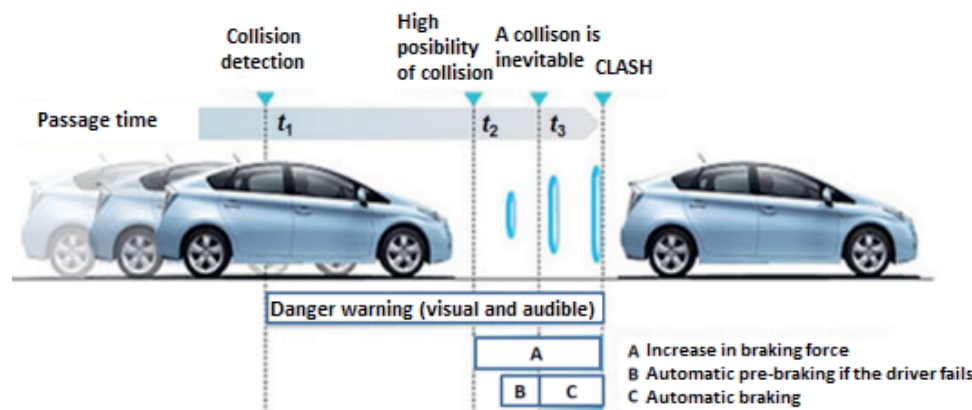 Collision
detection
High
posibility
of collision
A collison is
inevitable
CLASH
Passage time
t1
t2
t3
Danger warning (visual and audible)
A
B
C
A Increase in braking force
B Automatic pre-braking if the driver fails
C Automatic braking